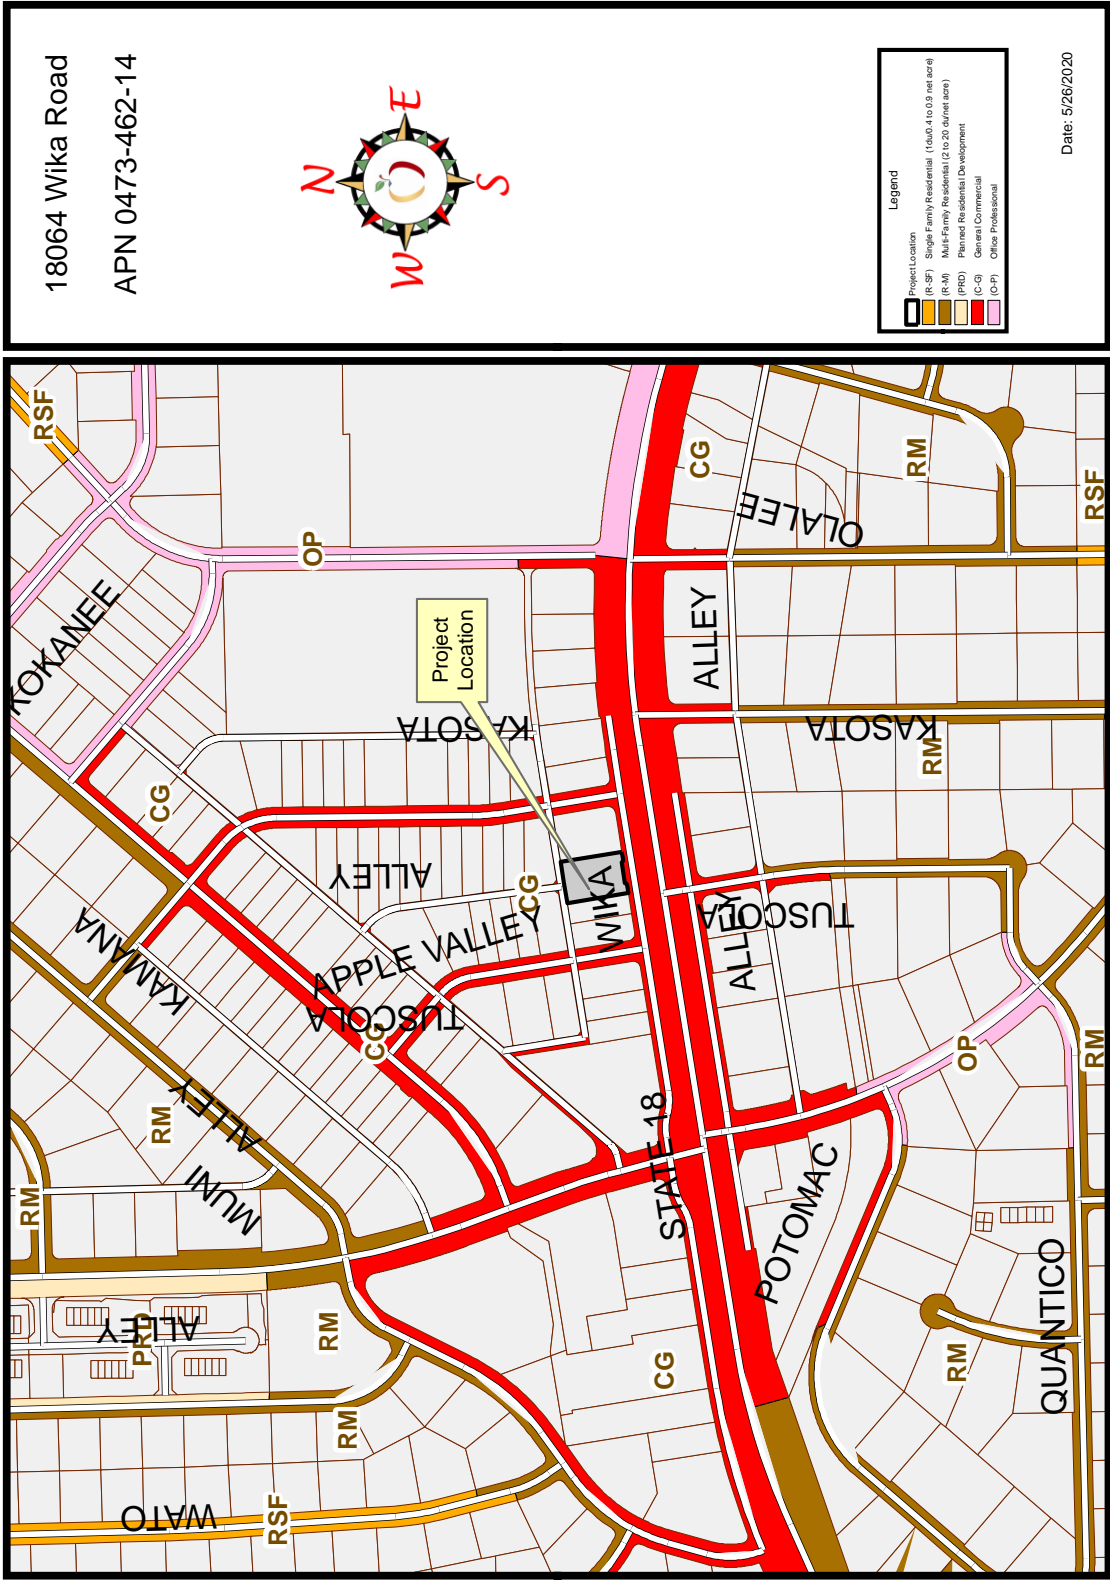 18064 Wika Road
APN 0473-462-14
N
E
S
W
Legend
Project Location
(R-SF) Single Family Residential (1du/0.4 to 0.9 net acre)
(R-M) Multi-Family Residential (2 to 20 du/net acre)
(PRD) Planned Residential Development
(C-G) General Commercial
(O-P) Office Professional
Date: 5/26/2020
RSF
KOKANEE
OP
CG
RM
OLALEE
RSF
Project
Location
ALLEY
KASOTA
KASOTA
RM
CG
ALLEY
CG
WIKA
APPLE VALLEY
TUSCOLA
ALLEY
TUSCOLA
CG
KAMANA
ALLEY
RM
MUNI
RM
STATE 18
POTOMAC
OP
RM
ALLEY
PRD
RM
RM
CG
RM
QUANTICO
WATO
RSF